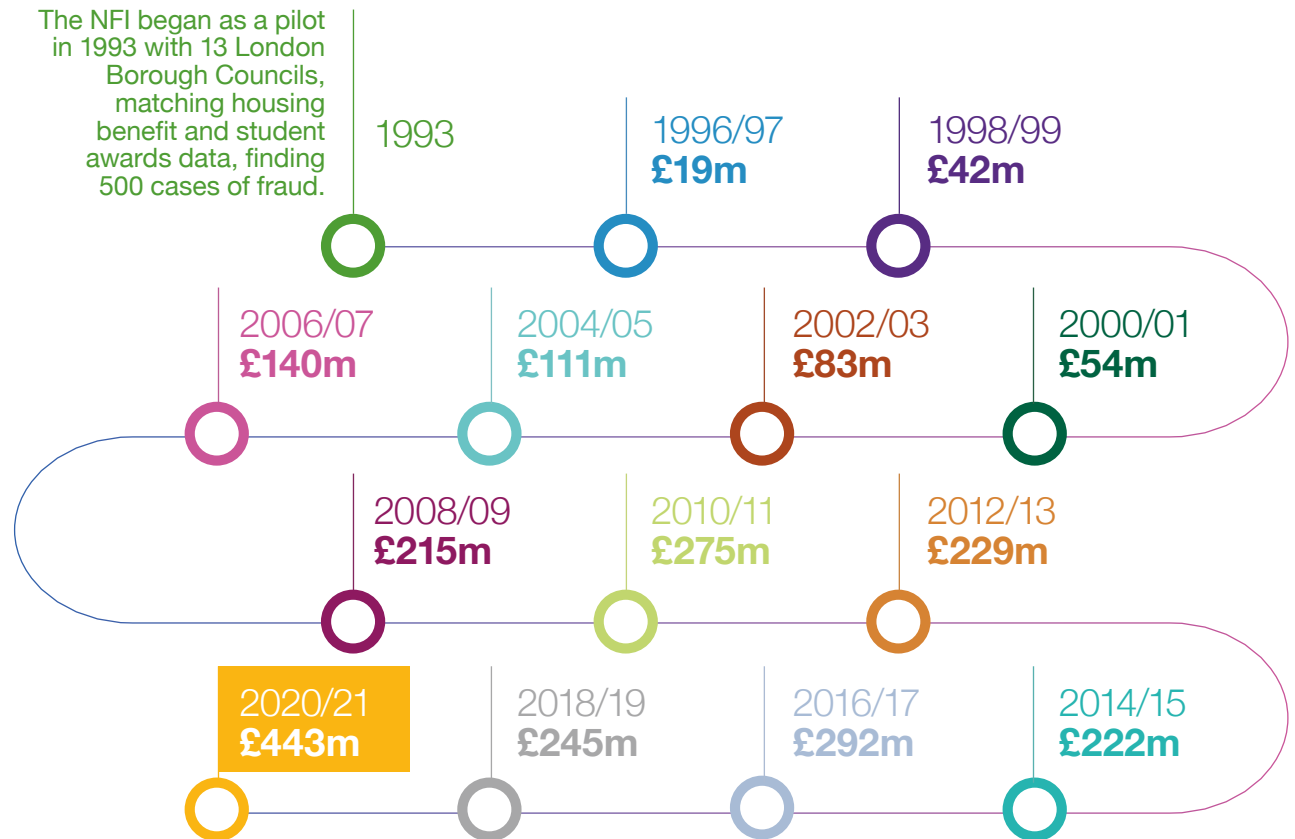 The NFI began as a pilot
in 1993 with 13 London
Borough Councils,
matching housing
benefit and student
awards data, finding
500 cases of fraud.
1993
1996/97
£19m
1998/99
£42m
2000/01
£54m
2002/03
£83m
2004/05
£111m
2006/07
£140m
2008/09
£215m
2010/11
£275m
2012/13
£229m
2014/15
£222m
2016/17
£292m
2018/19
£245m
2020/21
£443m